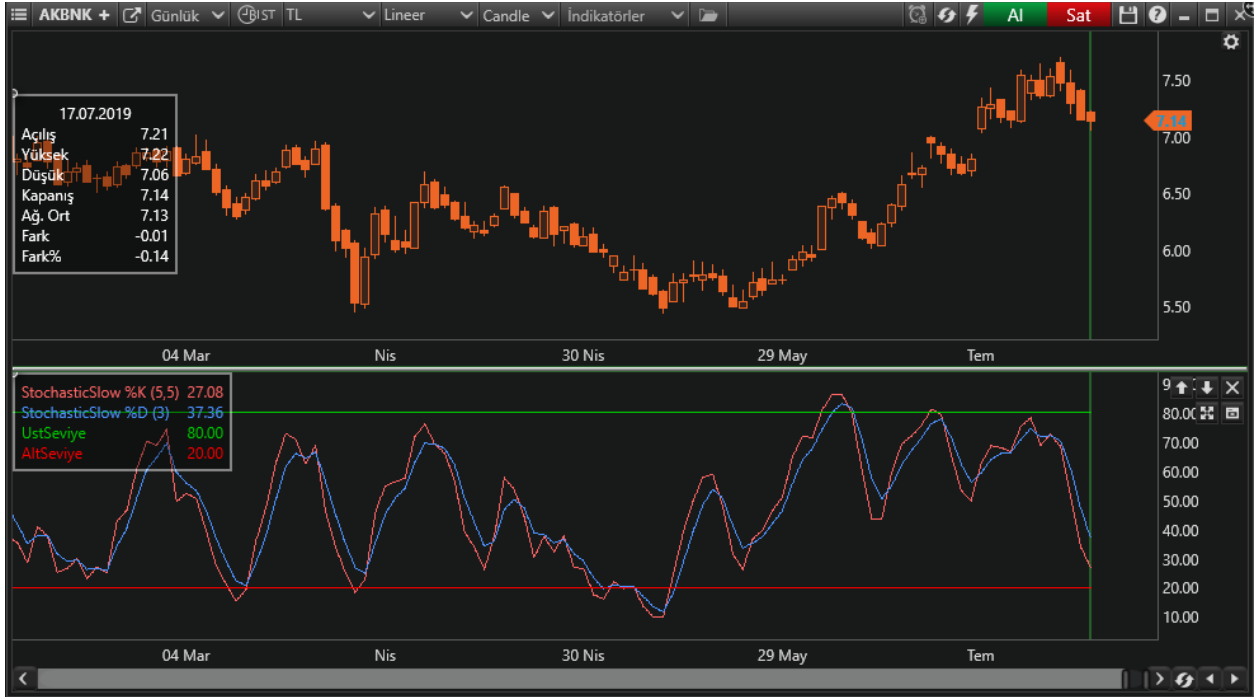 AKBNK + Günlük BIST TL Lineer Candle İndikatörler Al Sat
7.50
7.14
7.00
6.50
6.00
5.50
17.07.2019
Açılış 7.21
Yüksek 7.22
Düşük 7.06
Kapanış 7.14
Ağ. Ort 7.13
Fark -0.01
Fark% -0.14
04 Mar Nis 30 Nis 29 May Tem
StochasticSlow %K (5,5) 27.08
StochasticSlow %D (3) 37.36
UstSeviye 80.00
AltSeviye 20.00
80.00
70.00
60.00
50.00
40.00
30.00
20.00
10.00
04 Mar Nis 30 Nis 29 May Tem